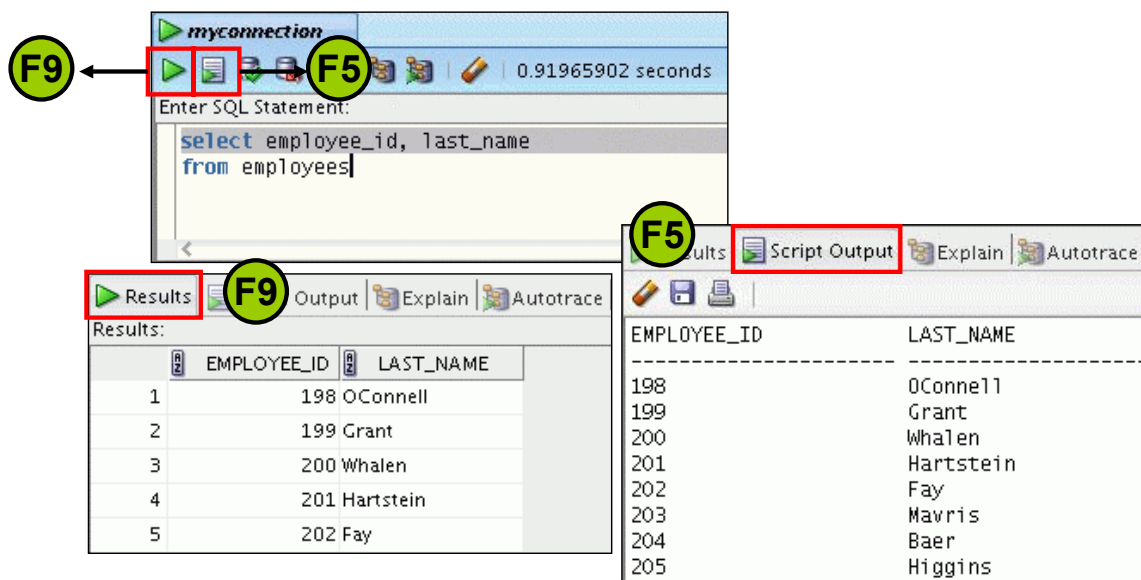 myconnection
F9
F5
0.91965902 seconds
Enter SQL Statement:
select employee_id, last_name
from employees
Results
F9
Output
Explain
Autotrace
Results:
EMPLOYEE_ID LAST_NAME
1 198 OConnell
2 199 Grant
3 200 Whalen
4 201 Hartstein
5 202 Fay
F5
Script Output
Explain
Autotrace
EMPLOYEE_ID LAST_NAME
---------------------- ------------------
198 OConnell
199 Grant
200 Whalen
201 Hartstein
202 Fay
203 Mavris
204 Baer
205 Higgins